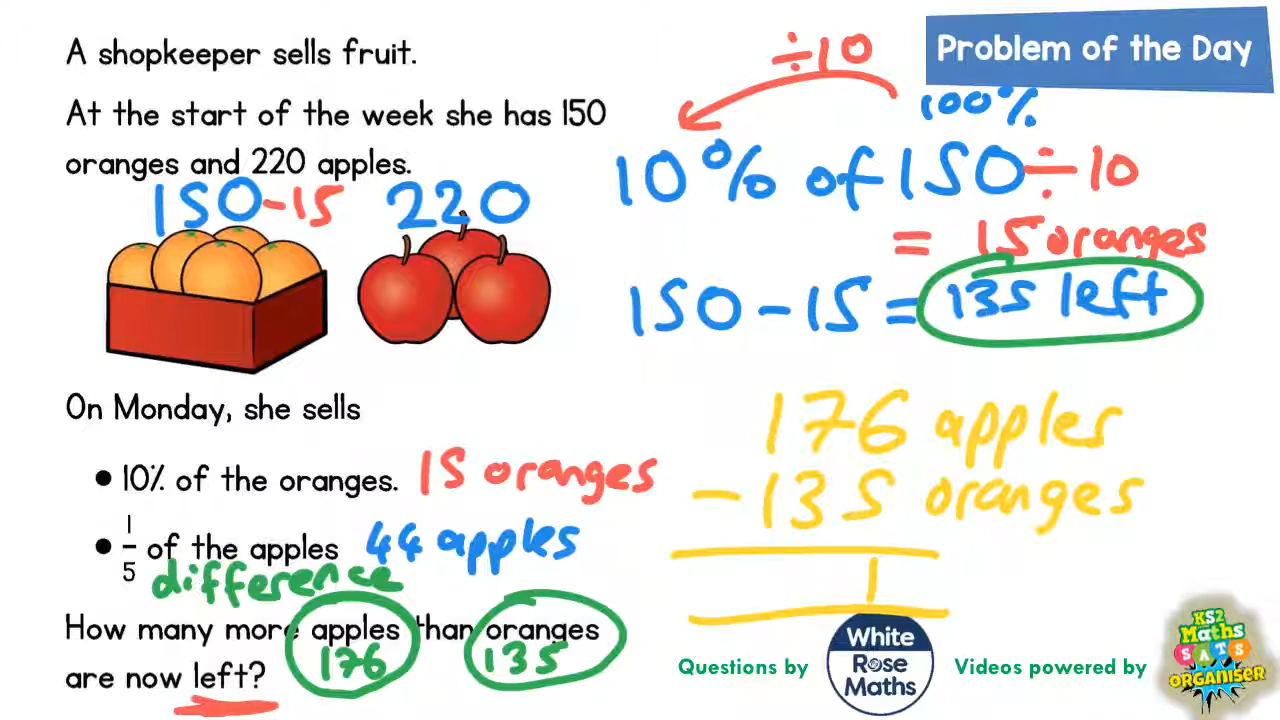 A shopkeeper sells fruit.
At the start of the week she has 150
oranges and 220 apples.
150-15 220
On Monday, she sells
• 10% of the oranges. 15 oranges
• 1/5 of the apples 44 apples
difference
How many more apples than oranges
176 135
are now left?
Problem of the Day
÷10
100%
10% of 150 ÷10
= 15 oranges
150-15 = 135 left
176 apples
-135 oranges
1
Questions by
White
Rose
Maths
Videos powered by
KS2
Maths
SATS
ORGANISER